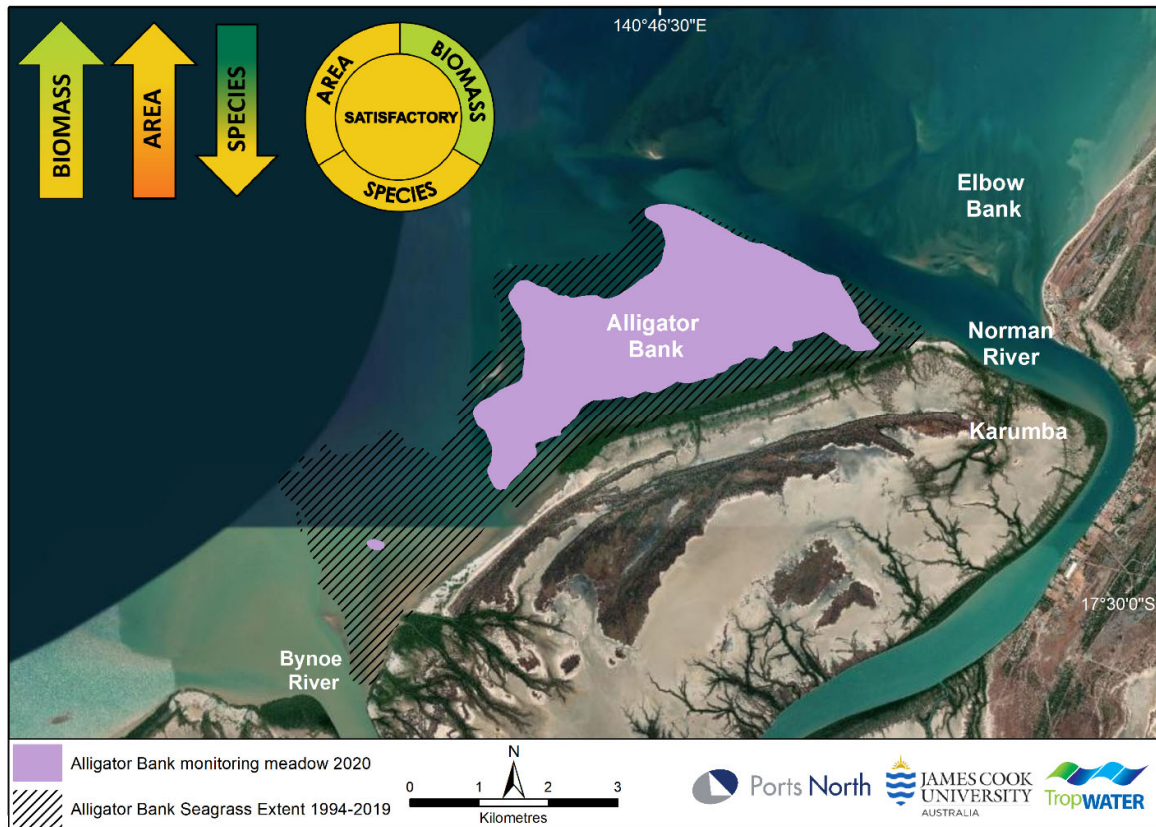 140°46'30"E
BIOMASS
AREA
SPECIES
AREA
BIOMASS
SATISFACTORY
SPECIES
Elbow
Bank
Alligator
Bank
Norman
River
Karumba
17°30'0"S
Bynoe
River
Alligator Bank monitoring meadow 2020
Alligator Bank Seagrass Extent 1994-2019
N
0 1 2 3
Kilometres
Ports North
JAMES COOK
UNIVERSITY
AUSTRALIA
TropWATER